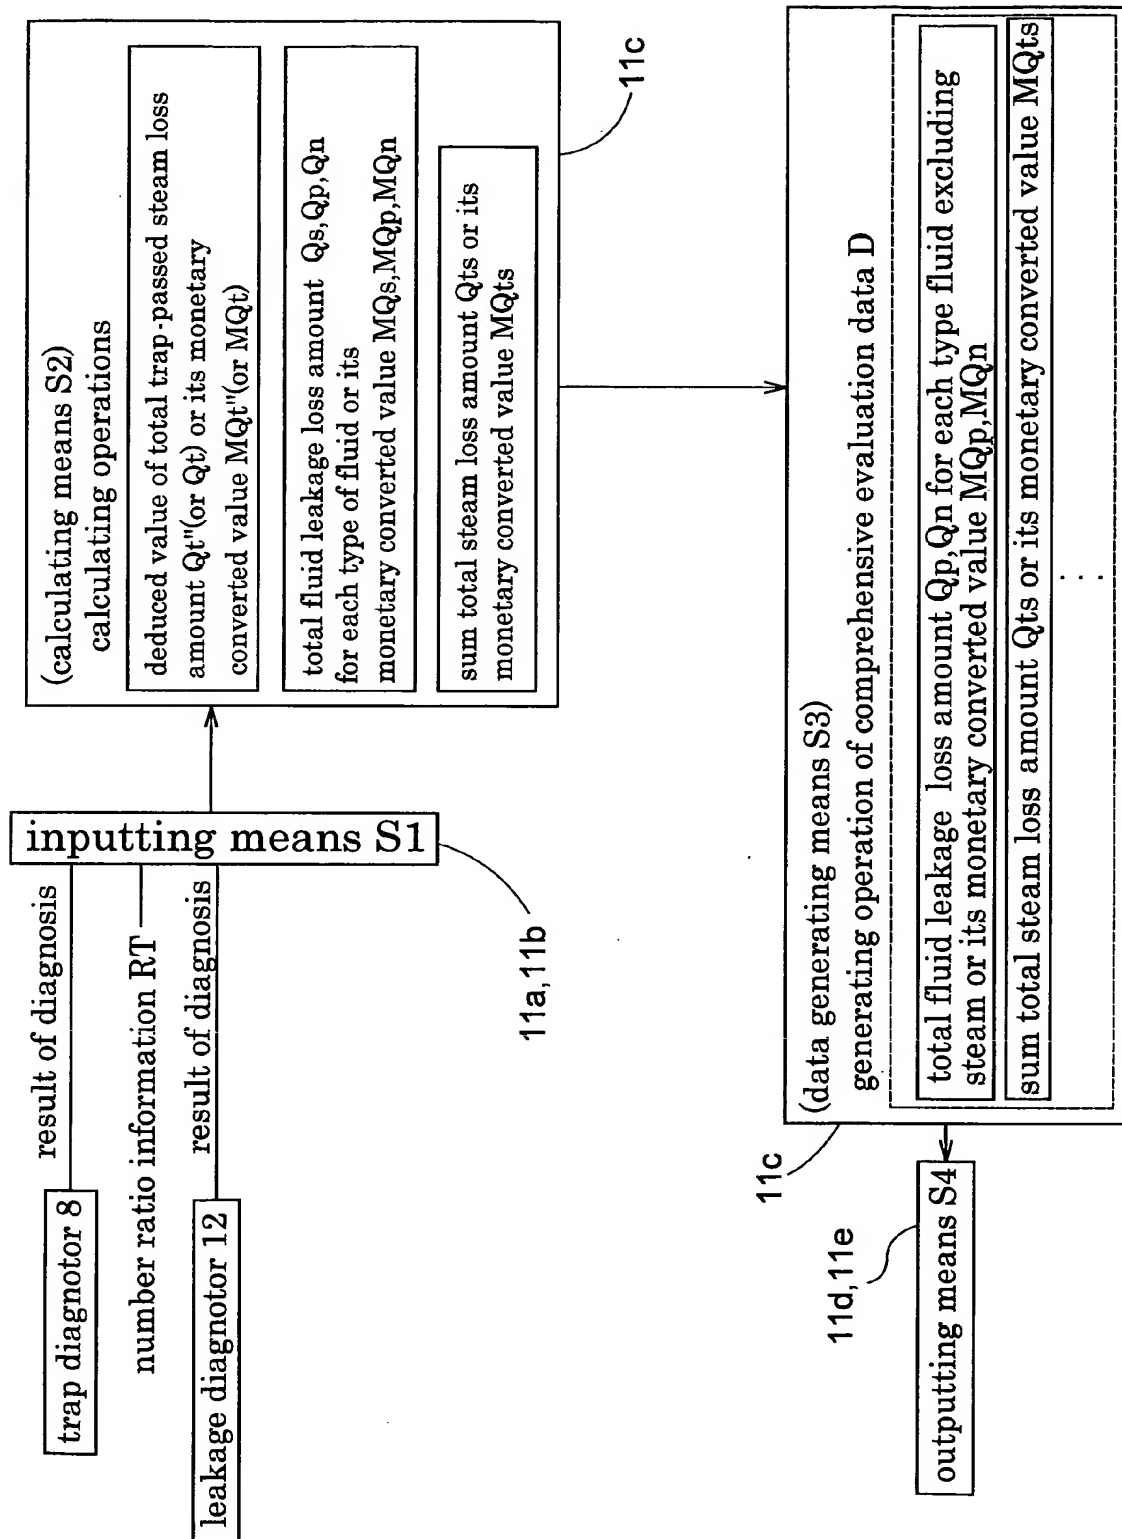 trap diagnotor 8
result of diagnosis
number ratio information RT
leakage diagnotor 12
result of diagnosis
inputting means S1
11a,11b
(calculating means S2)
calculating operations
deduced value of total trap-passed steam loss
amount Qt"(or Qt) or its monetary
converted value MQt"(or MQt)
total fluid leakage loss amount Qs,Qp,Qn
for each type of fluid or its
monetary converted value MQs,MQp,MQn
sum total steam loss amount Qts or its
monetary converted value MQts
11c
(data generating means S3)
generating operation of comprehensive evaluation data D
total fluid leakage loss amount Qp,Qn for each type fluid excluding
steam or its monetary converted value MQp,MQn
sum total steam loss amount Qts or its monetary converted value MQts
. . .
11c
outputting means S4
11d,11e